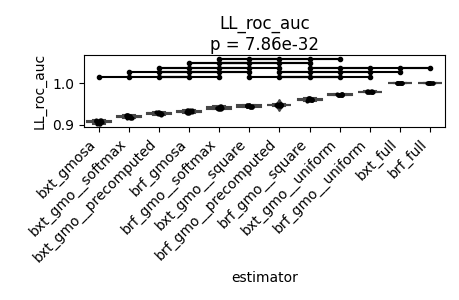 LL_roc_auc
p = 7.86e-32
LL_roc_auc
1.0
0.9
bxt_gmosa
bxt_gmo__softmax
bxt_gmo__precomputed
brf_gmosa
brf_gmo__softmax
bxt_gmo__square
brf_gmo__precomputed
brf_gmo__square
bxt_gmo__uniform
brf_gmo__uniform
bxt_full
brf_full
estimator